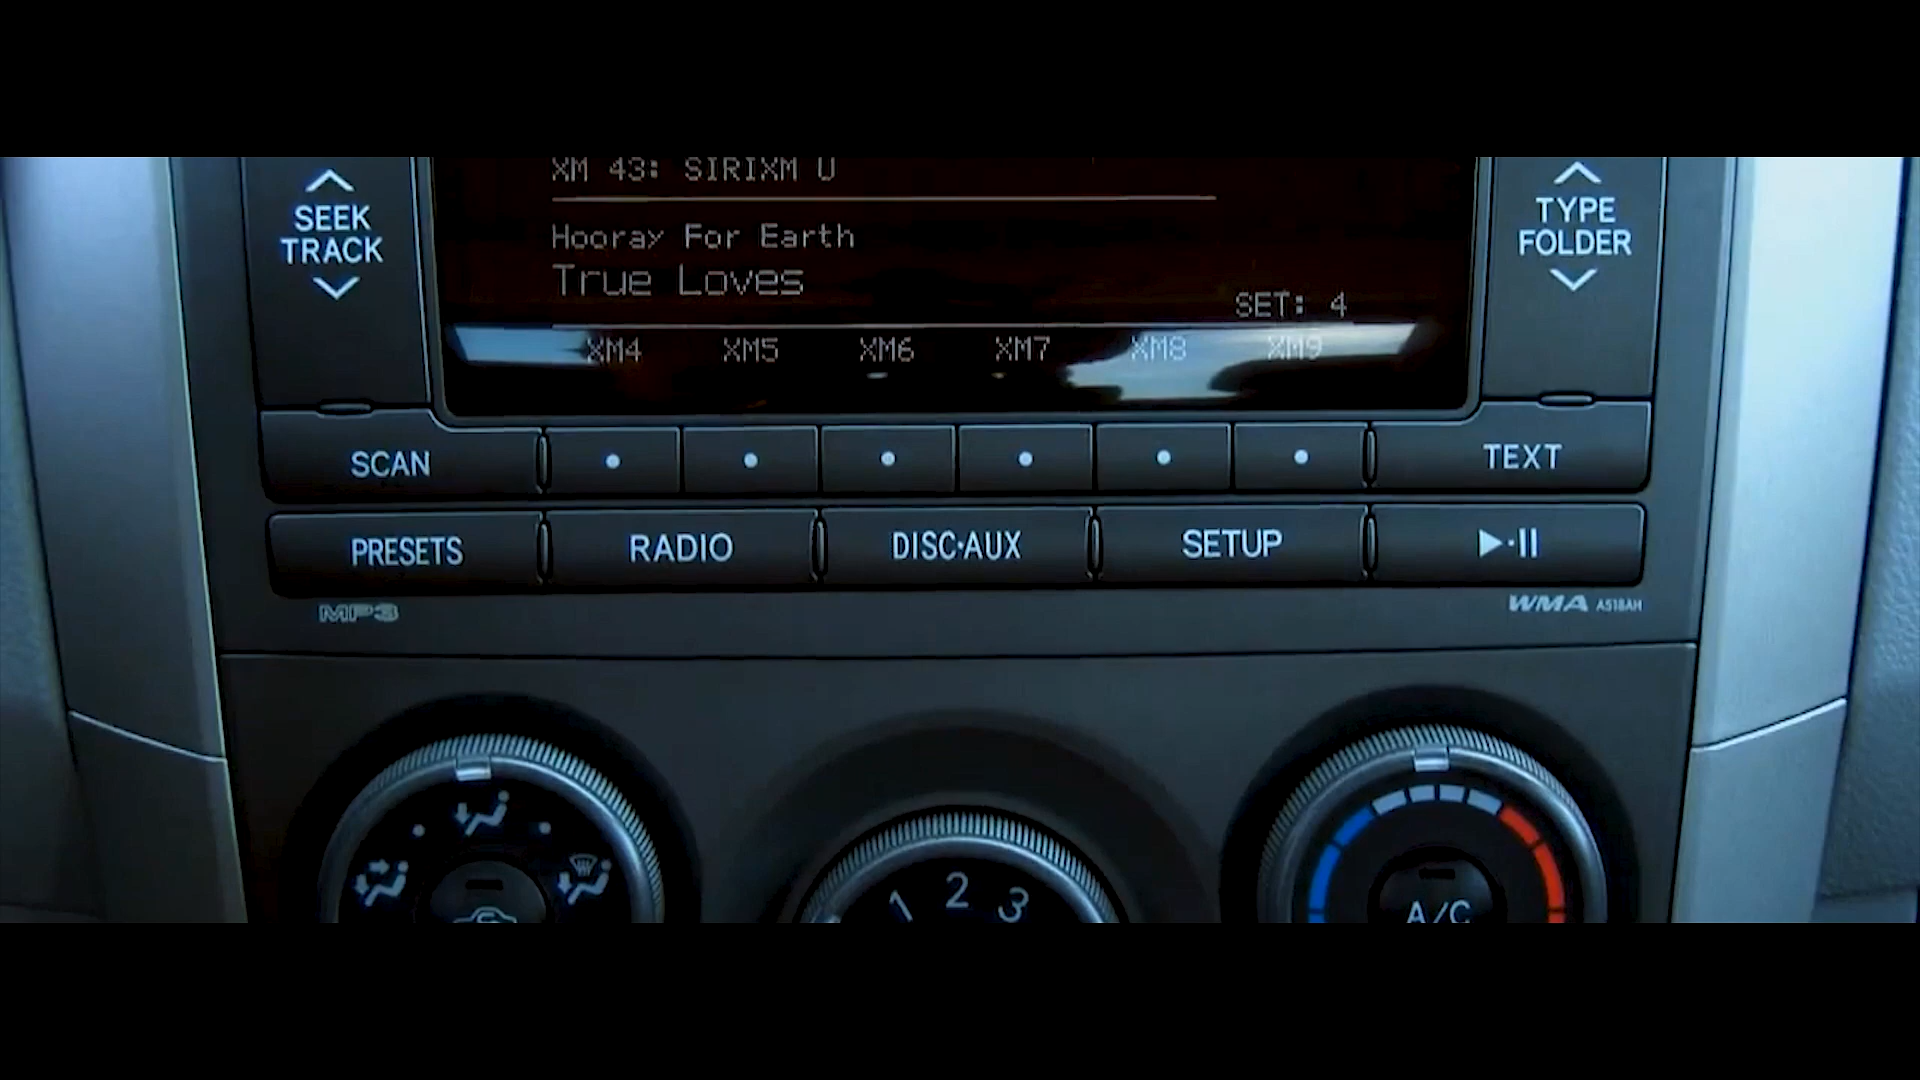 XM 43: SIRIXM U
SEEK
TRACK
Hooray For Earth
True Loves
TYPE
FOLDER
SET: 4
XM4 XM5 XM6 XM7 XM8 XM9
SCAN
TEXT
PRESETS RADIO DISC·AUX SETUP
MP3
WMA A518AH
1 2 3
A/C